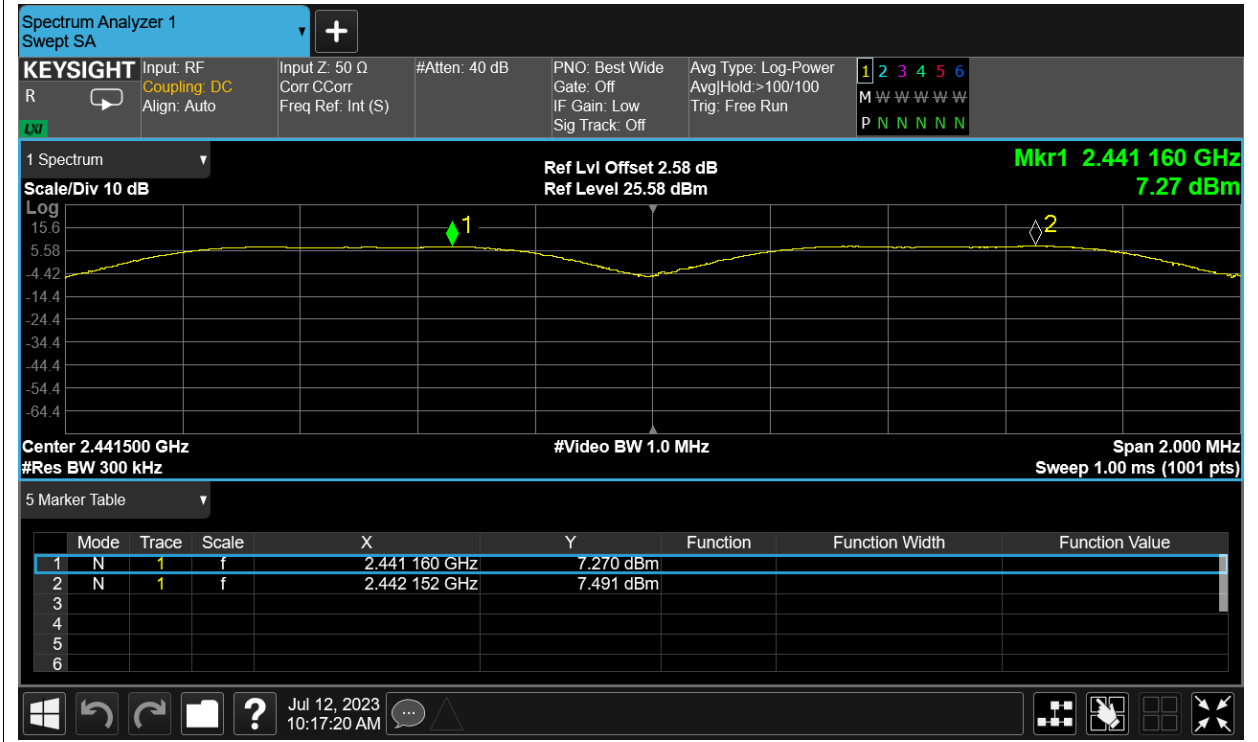 Spectrum Analyzer 1
Swept SA
+
KEYSIGHT Input: RF Input Z: 50 Ω #Atten: 40 dB PNO: Best Wide Avg Type: Log-Power 1 2 3 4 5 6
R Coupling: DC Corr CCorr Gate: Off Avg|Hold:>100/100 M W W W W W
Align: Auto Freq Ref: Int (S) IF Gain: Low Trig: Free Run
LXI Sig Track: Off P N N N N N
1 Spectrum Ref Lvl Offset 2.58 dB Mkr1 2.441 160 GHz
Scale/Div 10 dB Ref Level 25.58 dBm 7.27 dBm
Log
15.6
5.58
-4.42
-14.4
-24.4
-34.4
-44.4
-54.4
-64.4
1
2
Center 2.441500 GHz #Video BW 1.0 MHz Span 2.000 MHz
#Res BW 300 kHz Sweep 1.00 ms (1001 pts)
5 Marker Table
Mode Trace Scale X Y Function Function Width Function Value
1 N 1 f 2.441 160 GHz 7.270 dBm
2 N 1 f 2.442 152 GHz 7.491 dBm
3
4
5
6
? Jul 12, 2023
10:17:20 AM